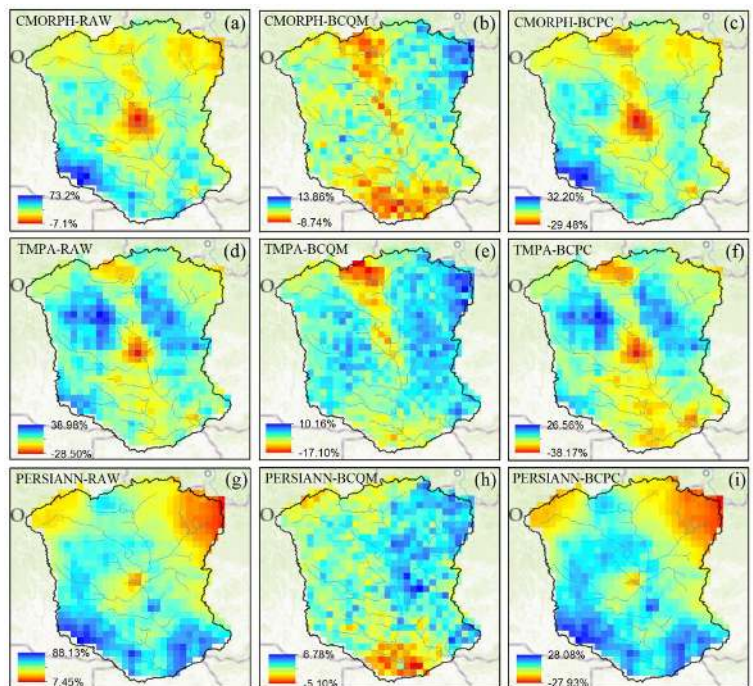 CMORPH-RAW (a)
73.2%
-7.1%
CMORPH-BCQM (b)
13.86%
-8.74%
CMORPH-BCPC (c)
32.20%
-29.48%
TMPA-RAW (d)
36.98%
-28.50%
TMPA-BCQM (e)
10.16%
-17.10%
TMPA-BCPC (f)
26.56%
-38.17%
PERSIANN-RAW (g)
88.13%
7.45%
PERSIANN-BCQM (h)
6.78%
-5.10%
PERSIANN-BCPC (i)
28.08%
-27.93%